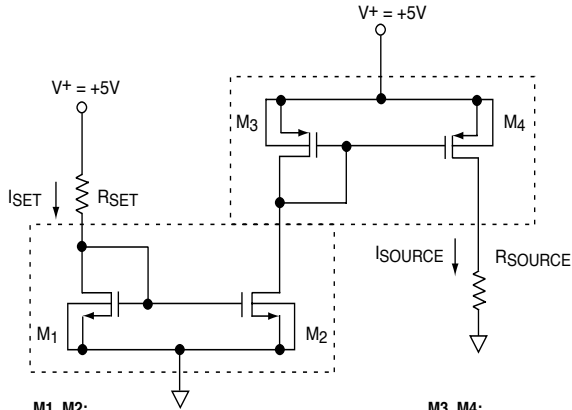 V+ = +5V
V+ = +5V
M3
M4
ISET
RSET
ISOURCE
RSOURCE
M1
M2
M1, M2:
M3, M4: